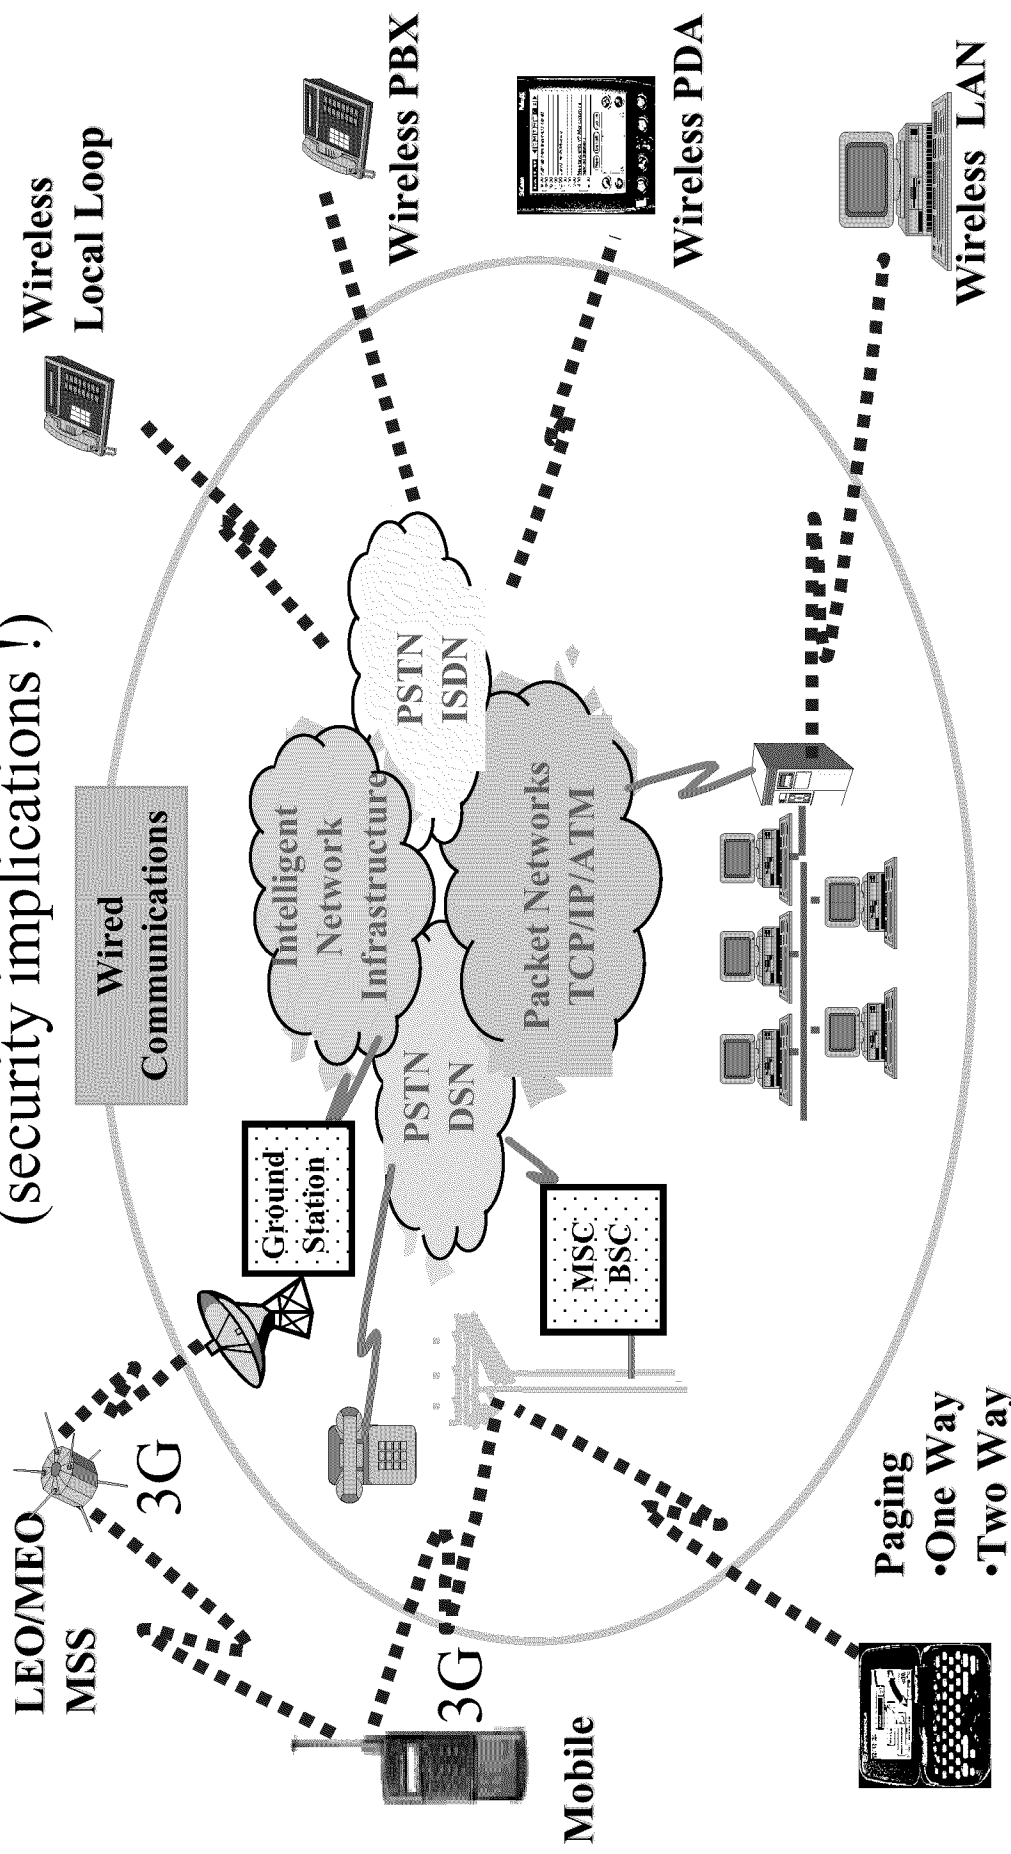 (security implications !)
Wired
Communications
LEO/MEO
MSS
3G
Wireless
Local Loop
Ground
Station
Intelligent
Network
Infrastructure
Wireless PBX
PSTN
ISDN
PSTN
DSN
3G
Mobile
MSC
BSC
Packet Networks
TCP/IP/ATM
Wireless PDA
Paging
•One Way
•Two Way
Wireless LAN